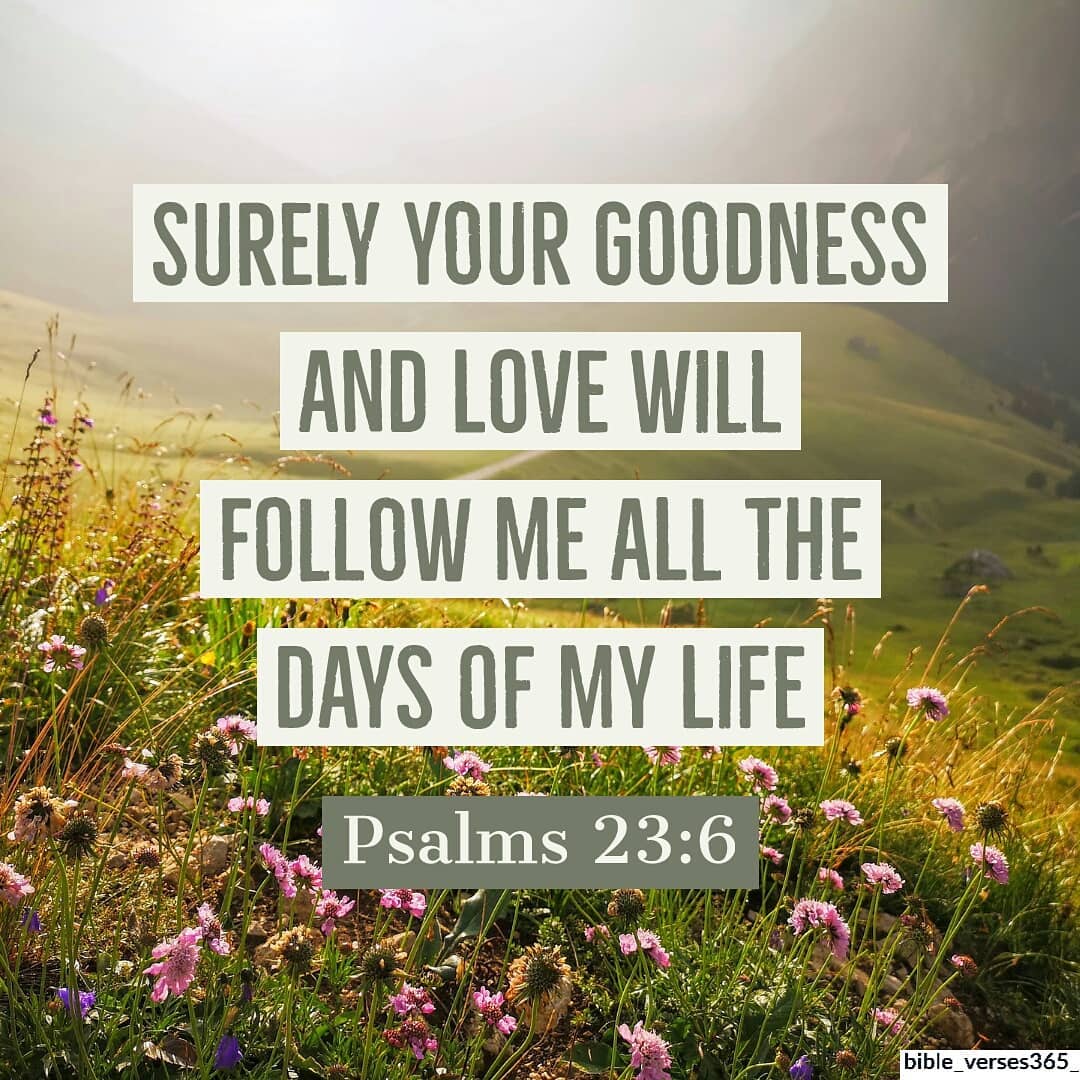 SURELY YOUR GOODNESS
AND LOVE WILL
FOLLOW ME ALL THE
DAYS OF MY LIFE
Psalms 23:6
bible_verses365_